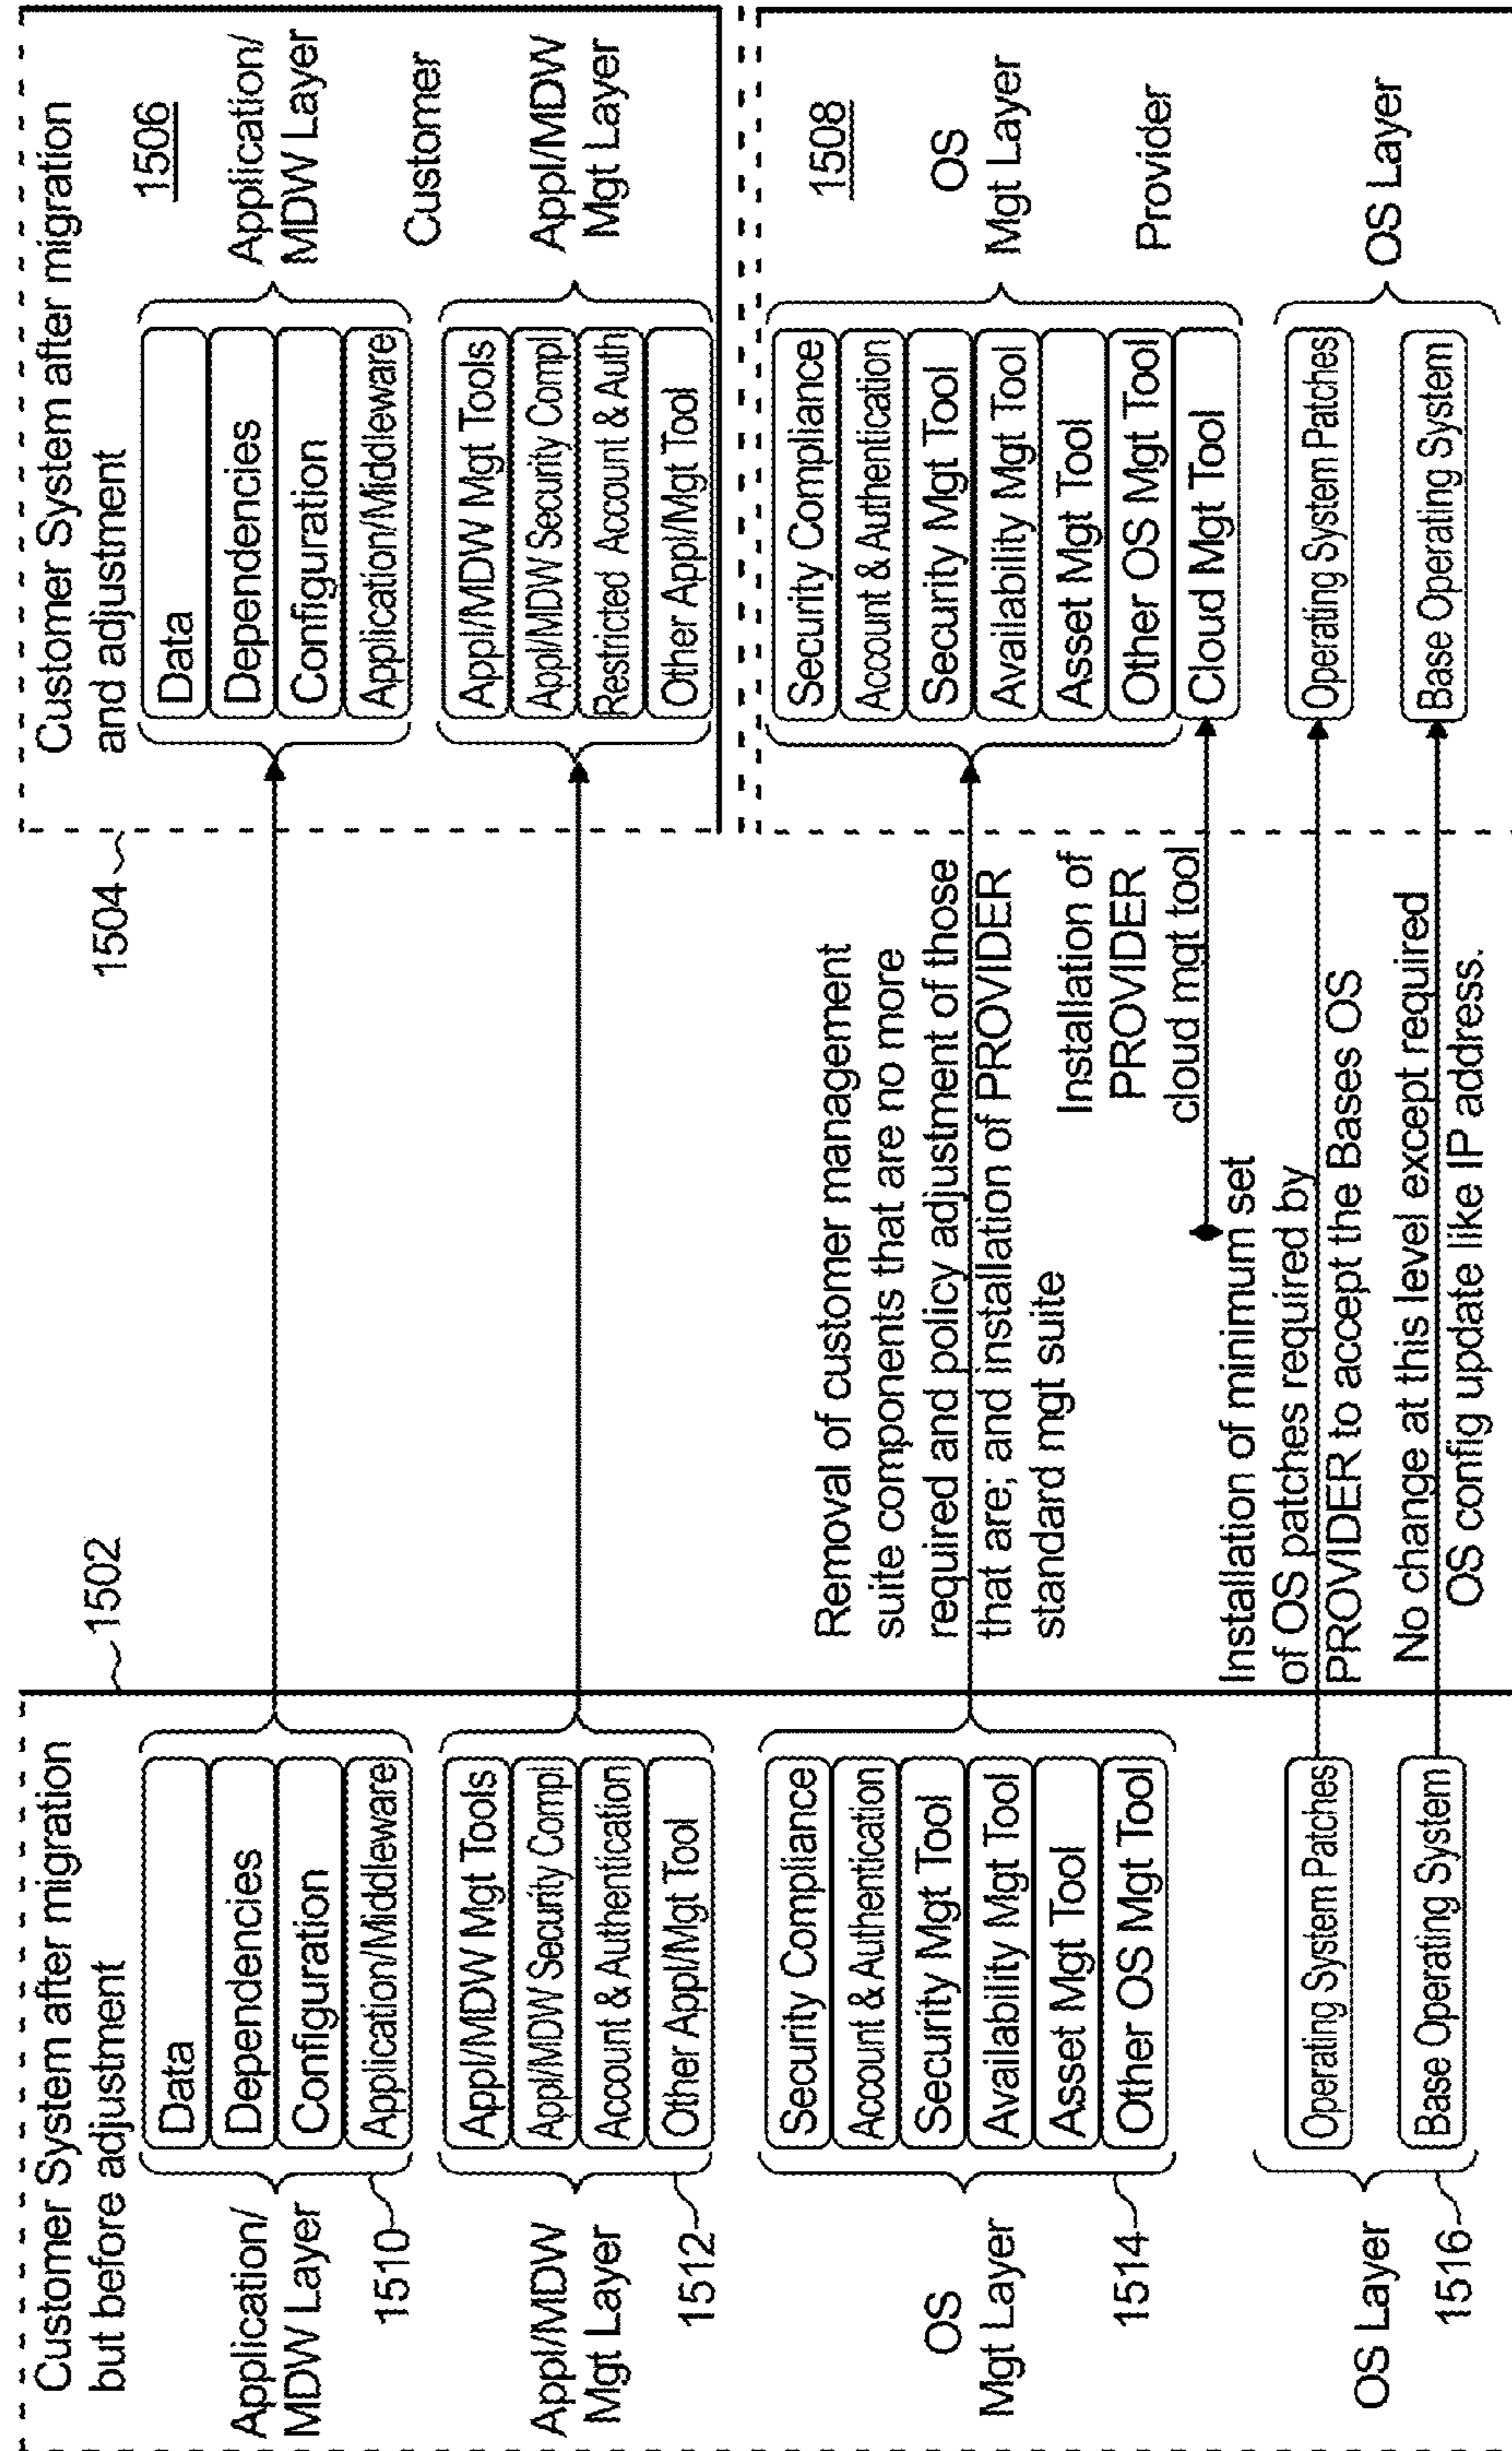 Customer System after migration
but before adjustment
Application/
MDW Layer
1510
Data
Dependencies
Configuration
Application/Middleware
Appl/MDW
Mgt Layer
1512
Appl/MDW Mgt Tools
Appl/MDW Security Compl
Account & Authentication
Other Appl/Mgt Tool
OS
Mgt Layer
1514
Security Compliance
Account & Authentication
Security Mgt Tool
Availability Mgt Tool
Asset Mgt Tool
Other OS Mgt Tool
OS Layer
1516
Operating System Patches
Base Operating System
1502
Removal of customer management
suite components that are no more
required and policy adjustment of those
that are; and installation of PROVIDER
standard mgt suite
Installation of
PROVIDER
cloud mgt tool
Installation of minimum set
of OS patches required by
PROVIDER to accept the Bases OS
No change at this level except required
OS config update like IP address.
1504
Customer System after migration
and adjustment
1506
Data
Dependencies
Configuration
Application/Middleware
Application/
MDW Layer
Customer
Appl/MDW Mgt Tools
Appl/MDW Security Compl
Restricted Account & Auth
Other Appl/Mgt Tool
Appl/MDW
Mgt Layer
1508
Security Compliance
Account & Authentication
Security Mgt Tool
Availability Mgt Tool
Asset Mgt Tool
Other OS Mgt Tool
Cloud Mgt Tool
OS
Mgt Layer
Provider
Operating System Patches
Base Operating System
OS Layer